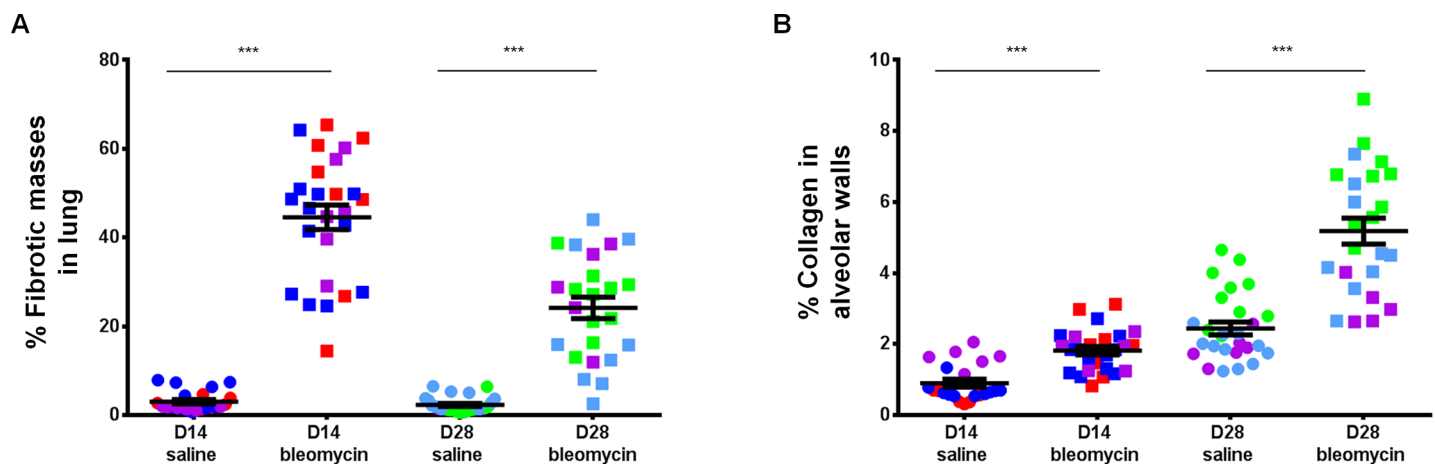 A
% Fibrotic masses
in lung
80
60
40
20
0
***
***
D14
saline
D14
bleomycin
D28
saline
D28
bleomycin
B
% Collagen in
alveolar walls
10
8
6
4
2
0
***
***
D14
saline
D14
bleomycin
D28
saline
D28
bleomycin